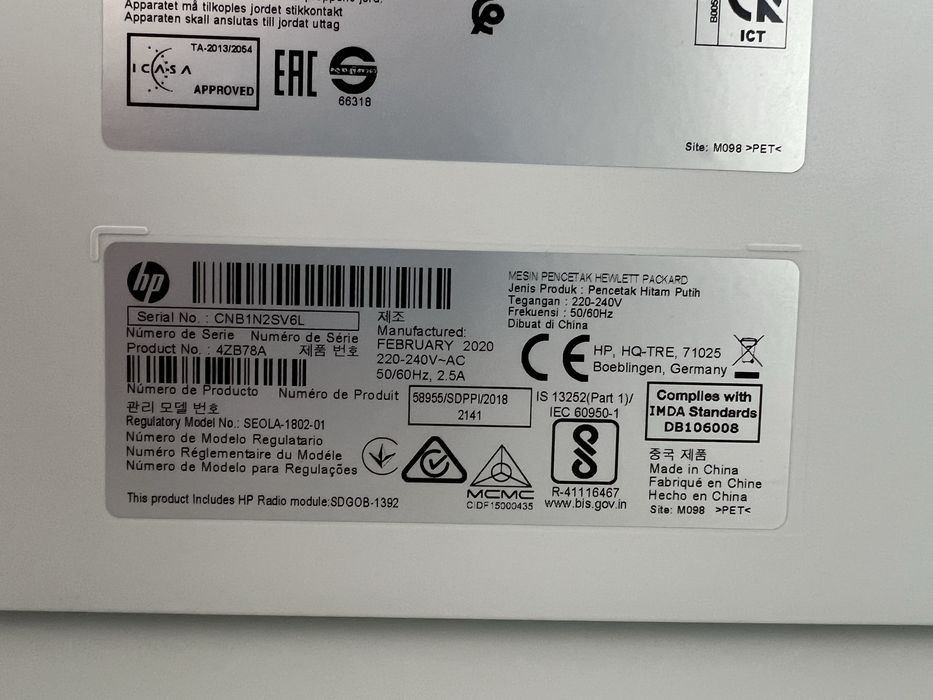 Apparatet må tilkoples jordet stikkontakt
Apparaten skall anslutas till jordat uttag
TA-2013/2054
ICASA
APPROVED
EAC
66318
ICT
Site: M098 >PET<
hp
Serial No. : CNB1N2SV6L
Número de Serie Numéro de Série
Product No. : 4ZB78A 제품 번호
Número de Producto Numéro de Produit
관리 모델 번호
Regulatory Model No.: SEOLA-1802-01
Número de Modelo Regulatario
Numéro Réglementaire du Modéle
Número de Modelo para Regulações
This product Includes HP Radio module:SDGOB-1392
제조
Manufactured:
FEBRUARY 2020
220-240V~AC
50/60Hz, 2.5A
58955/SDPPI/2018
2141
MCMC
CIDF15000435
MESIN PENCETAK HEWLETT PACKARD
Jenis Produk : Pencetak Hitam Putih
Tegangan : 220-240V
Frekuensi : 50/60Hz
Dibuat di China
CE
HP, HQ-TRE, 71025
Boeblingen, Germany
IS 13252(Part 1)/
IEC 60950-1
R-41116467
www.bis.gov.in
Complies with
IMDA Standards
DB106008
중국 제품
Made in China
Fabriqué en Chine
Hecho en China
Site: M098 >PET<